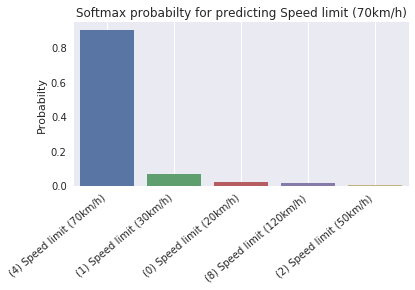 Softmax probabilty for predicting Speed limit (70km/h)
Probabilty
0.8
0.6
0.4
0.2
0.0
(4) Speed limit (70km/h)
(1) Speed limit (30km/h)
(0) Speed limit (20km/h)
(8) Speed limit (120km/h)
(2) Speed limit (50km/h)